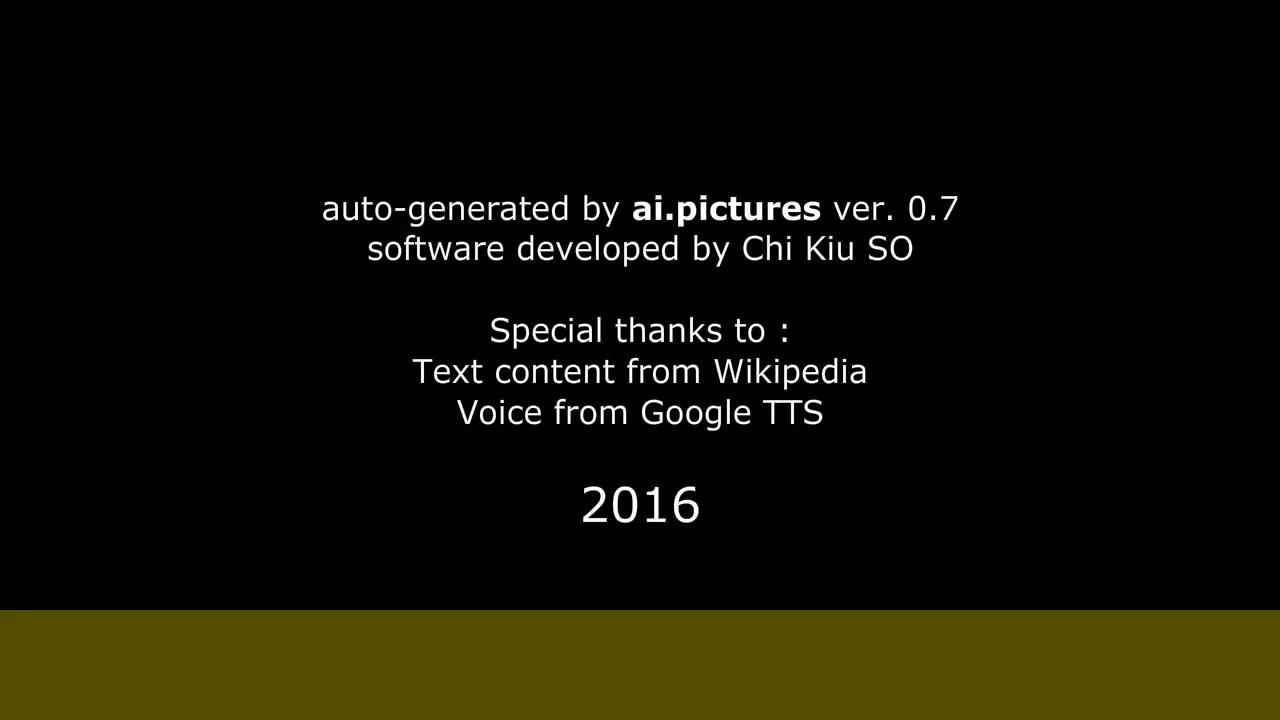 auto-generated by ai.pictures ver. 0.7
software developed by Chi Kiu SO
Special thanks to :
Text content from Wikipedia
Voice from Google TTS
2016